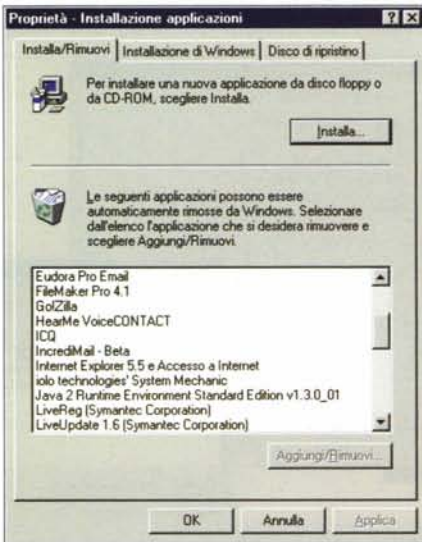 Proprietà - Installazione applicazioni
Installa/Rimuovi
Installazione di Windows
Disco di ripristino
Per installare una nuova applicazione da disco floppy o
da CD-ROM, scegliere Installa.
Installa...
Le seguenti applicazioni possono essere
automaticamente rimosse da Windows. Selezionare
dall'elenco l'applicazione che si desidera rimuovere e
scegliere Aggiungi/Rimuovi.
Eudora Pro Email
FileMaker Pro 4.1
Go!Zilla
HearMe VoiceCONTACT
ICQ
IncrediMail - Beta
Internet Explorer 5.5 e Accesso a Internet
iolo technologies' System Mechanic
Java 2 Runtime Environment Standard Edition v1.3.0_01
LiveReg (Symantec Corporation)
LiveUpdate 1.6 (Symantec Corporation)
Aggiungi/Rimuovi...
OK
Annulla
Applica